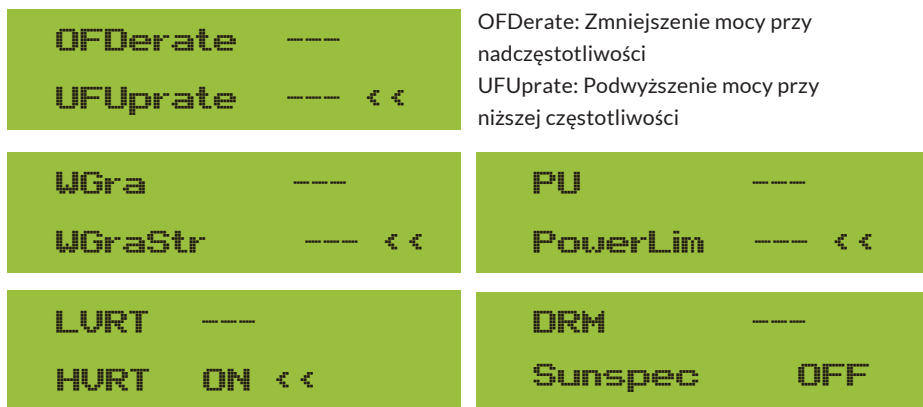 OFDerate ---
UFUprate --- <<
OFDerate: Zmniejszenie mocy przy
nadczęstotliwości
UFUprate: Podwyższenie mocy przy
niższej częstotliwości
WGra ---
WGraStr --- <<
PU ---
PowerLim --- <<
LVRT ---
HVRT ON <<
DRM ---
Sunspec OFF